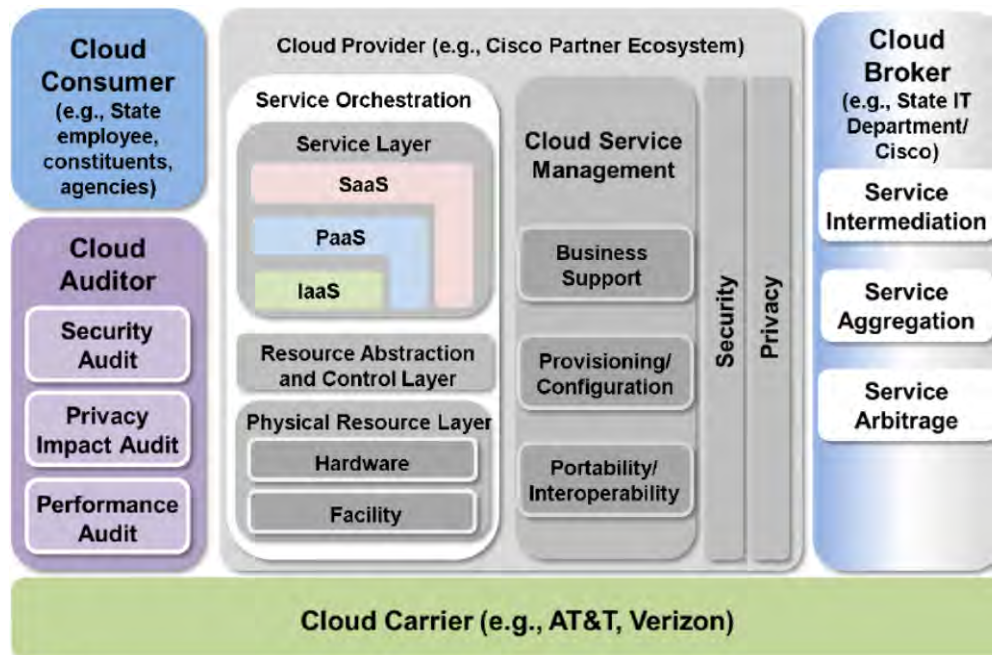 Cloud
Consumer
(e.g., State
employee,
constituents,
agencies)
Cloud
Auditor
Security
Audit
Privacy
Impact Audit
Performance
Audit
Cloud Provider (e.g., Cisco Partner Ecosystem)
Service Orchestration
Service Layer
SaaS
PaaS
IaaS
Resource Abstraction
and Control Layer
Physical Resource Layer
Hardware
Facility
Cloud Service
Management
Business
Support
Provisioning/
Configuration
Portability/
Interoperability
Security
Privacy
Cloud
Broker
(e.g., State IT
Department/
Cisco)
Service
Intermediation
Service
Aggregation
Service
Arbitrage
Cloud Carrier (e.g., AT&T, Verizon)